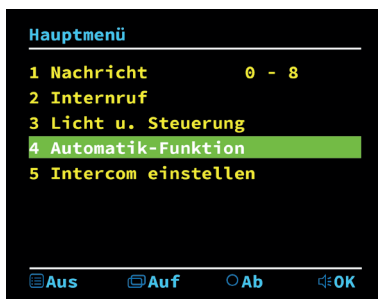 Hauptmenü
1 Nachricht 0 - 8
2 Internruf
3 Licht u. Steuerung
4 Automatik-Funktion
5 Intercom einstellen
Aus Auf Ab OK